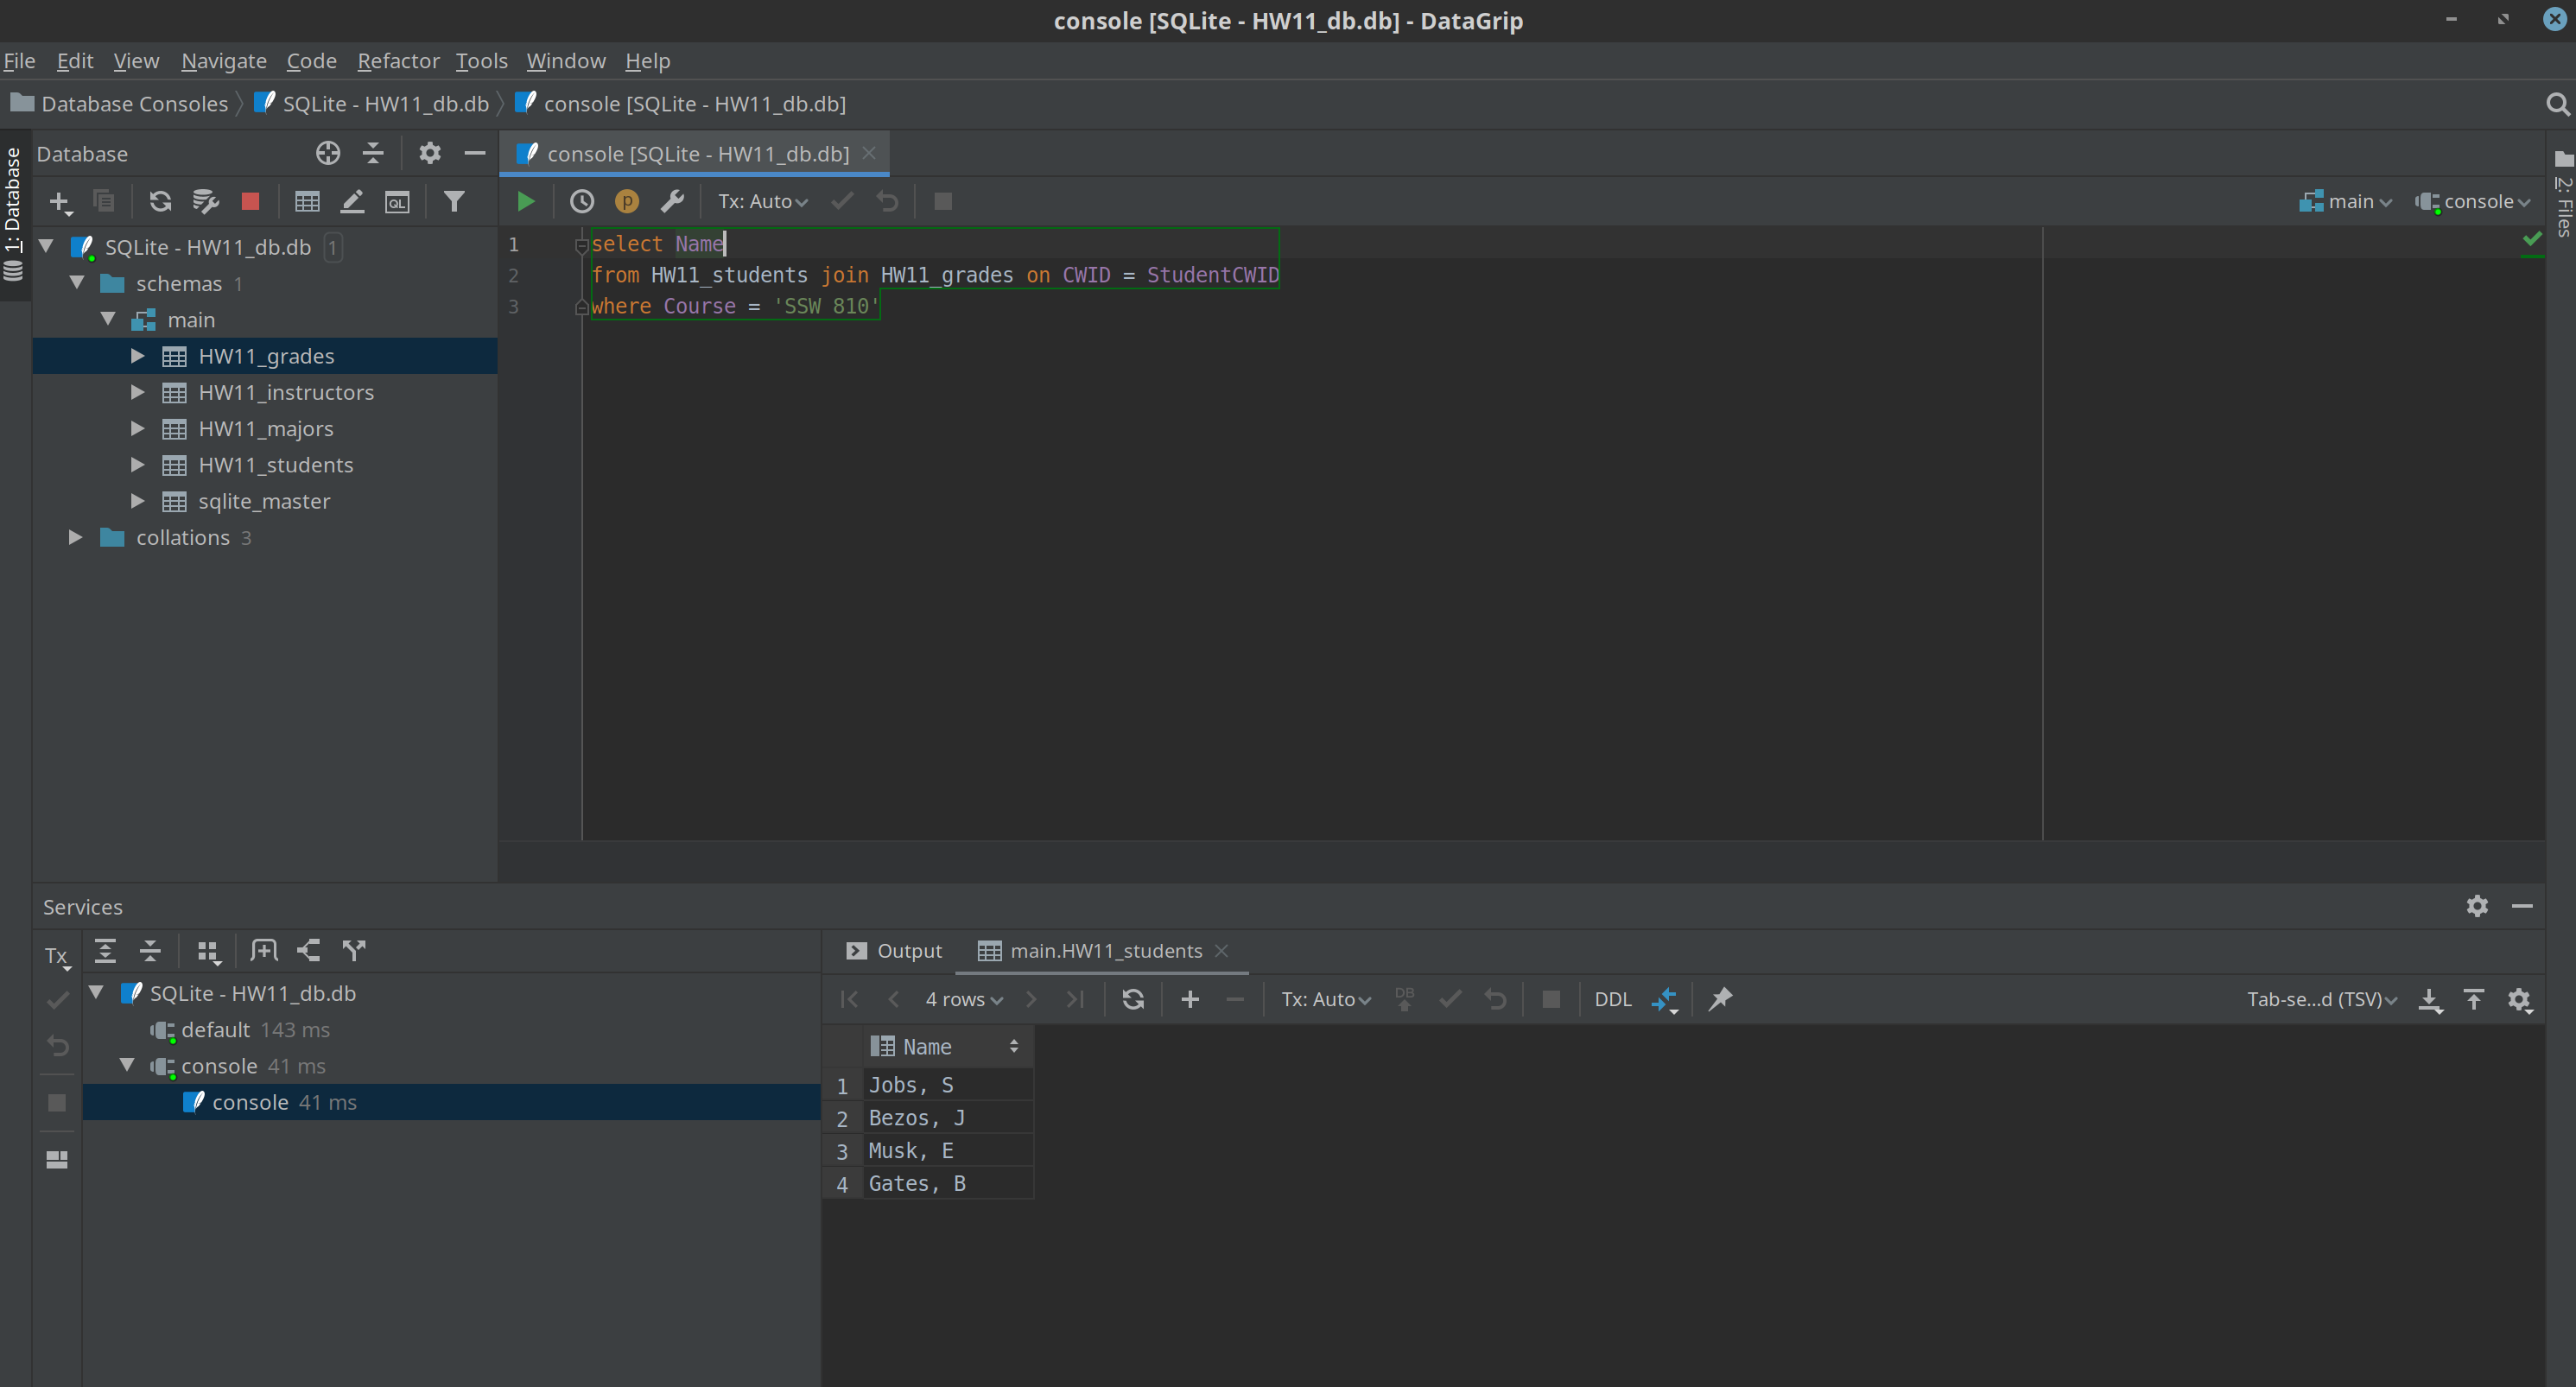 console [SQLite - HW11_db.db] - DataGrip
File Edit View Navigate Code Refactor Tools Window Help
Database Consoles SQLite - HW11_db.db console [SQLite - HW11_db.db]
1: Database
Database
console [SQLite - HW11_db.db]
2: Files
QL
p
Tx: Auto
main
console
SQLite - HW11_db.db 1
schemas 1
main
HW11_grades
HW11_instructors
HW11_majors
HW11_students
sqlite_master
collations 3
1 select Name
2 from HW11_students join HW11_grades on CWID = StudentCWID
3 where Course = 'SSW 810'
Services
Tx
SQLite - HW11_db.db
default 143 ms
console 41 ms
console 41 ms
Output main.HW11_students
4 rows Tx: Auto DB DDL Tab-se...d (TSV)
Name
1 Jobs, S
2 Bezos, J
3 Musk, E
4 Gates, B